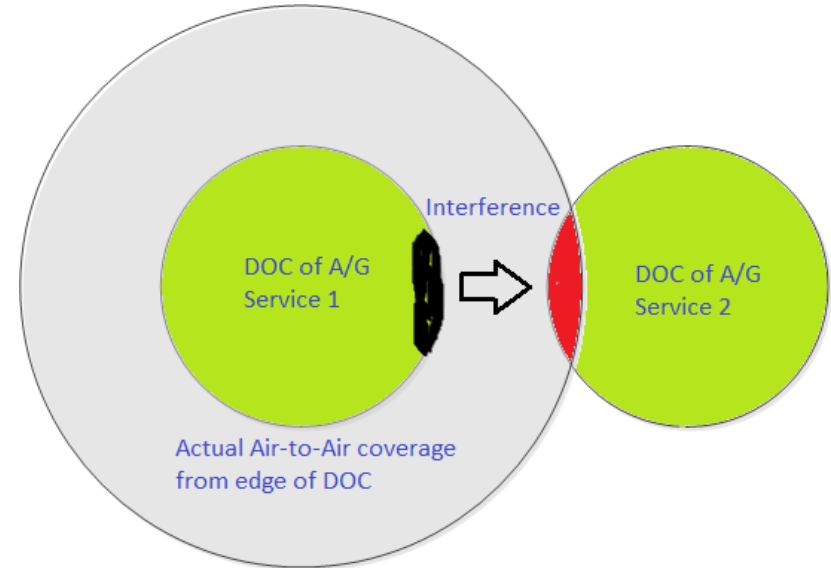 Interference
DOC of A/G
Service 1
DOC of A/G
Service 2
Actual Air-to-Air coverage
from edge of DOC